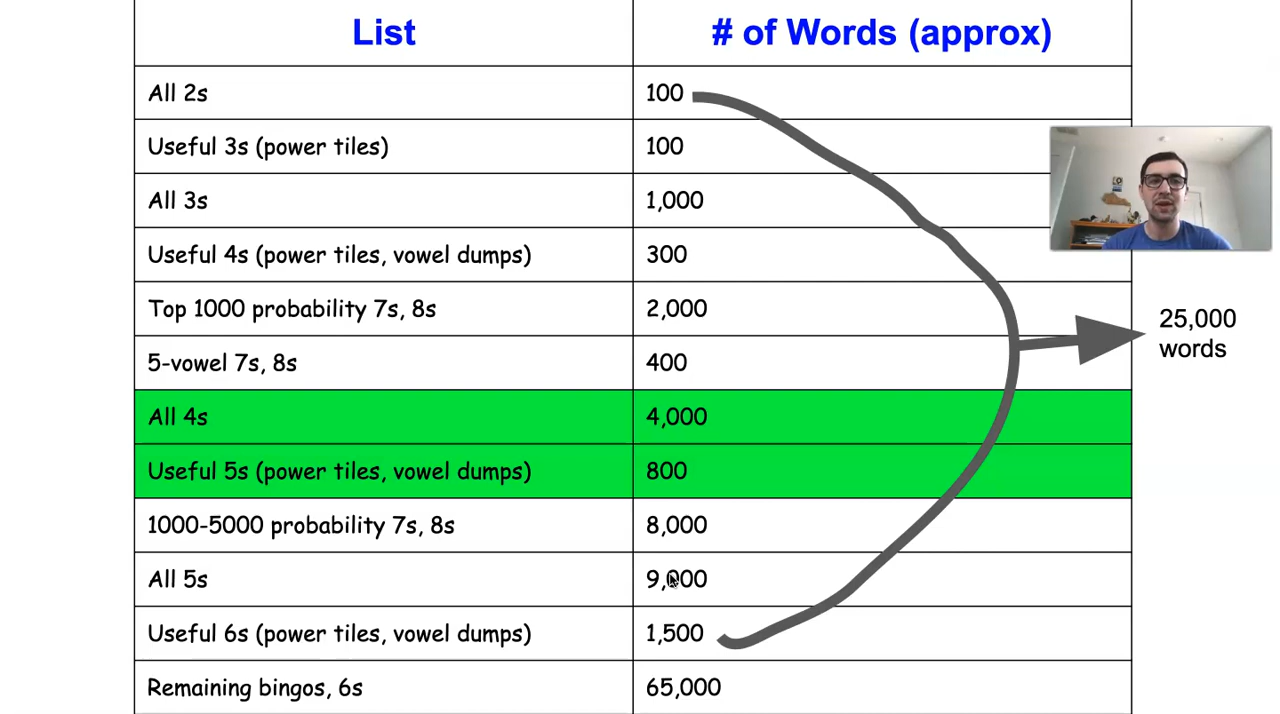 List # of Words (approx)
All 2s 100
Useful 3s (power tiles) 100
All 3s 1,000
Useful 4s (power tiles, vowel dumps) 300
Top 1000 probability 7s, 8s 2,000
25,000
words
5-vowel 7s, 8s 400
All 4s 4,000
Useful 5s (power tiles, vowel dumps) 800
1000-5000 probability 7s, 8s 8,000
All 5s 9,000
Useful 6s (power tiles, vowel dumps) 1,500
Remaining bingos, 6s 65,000